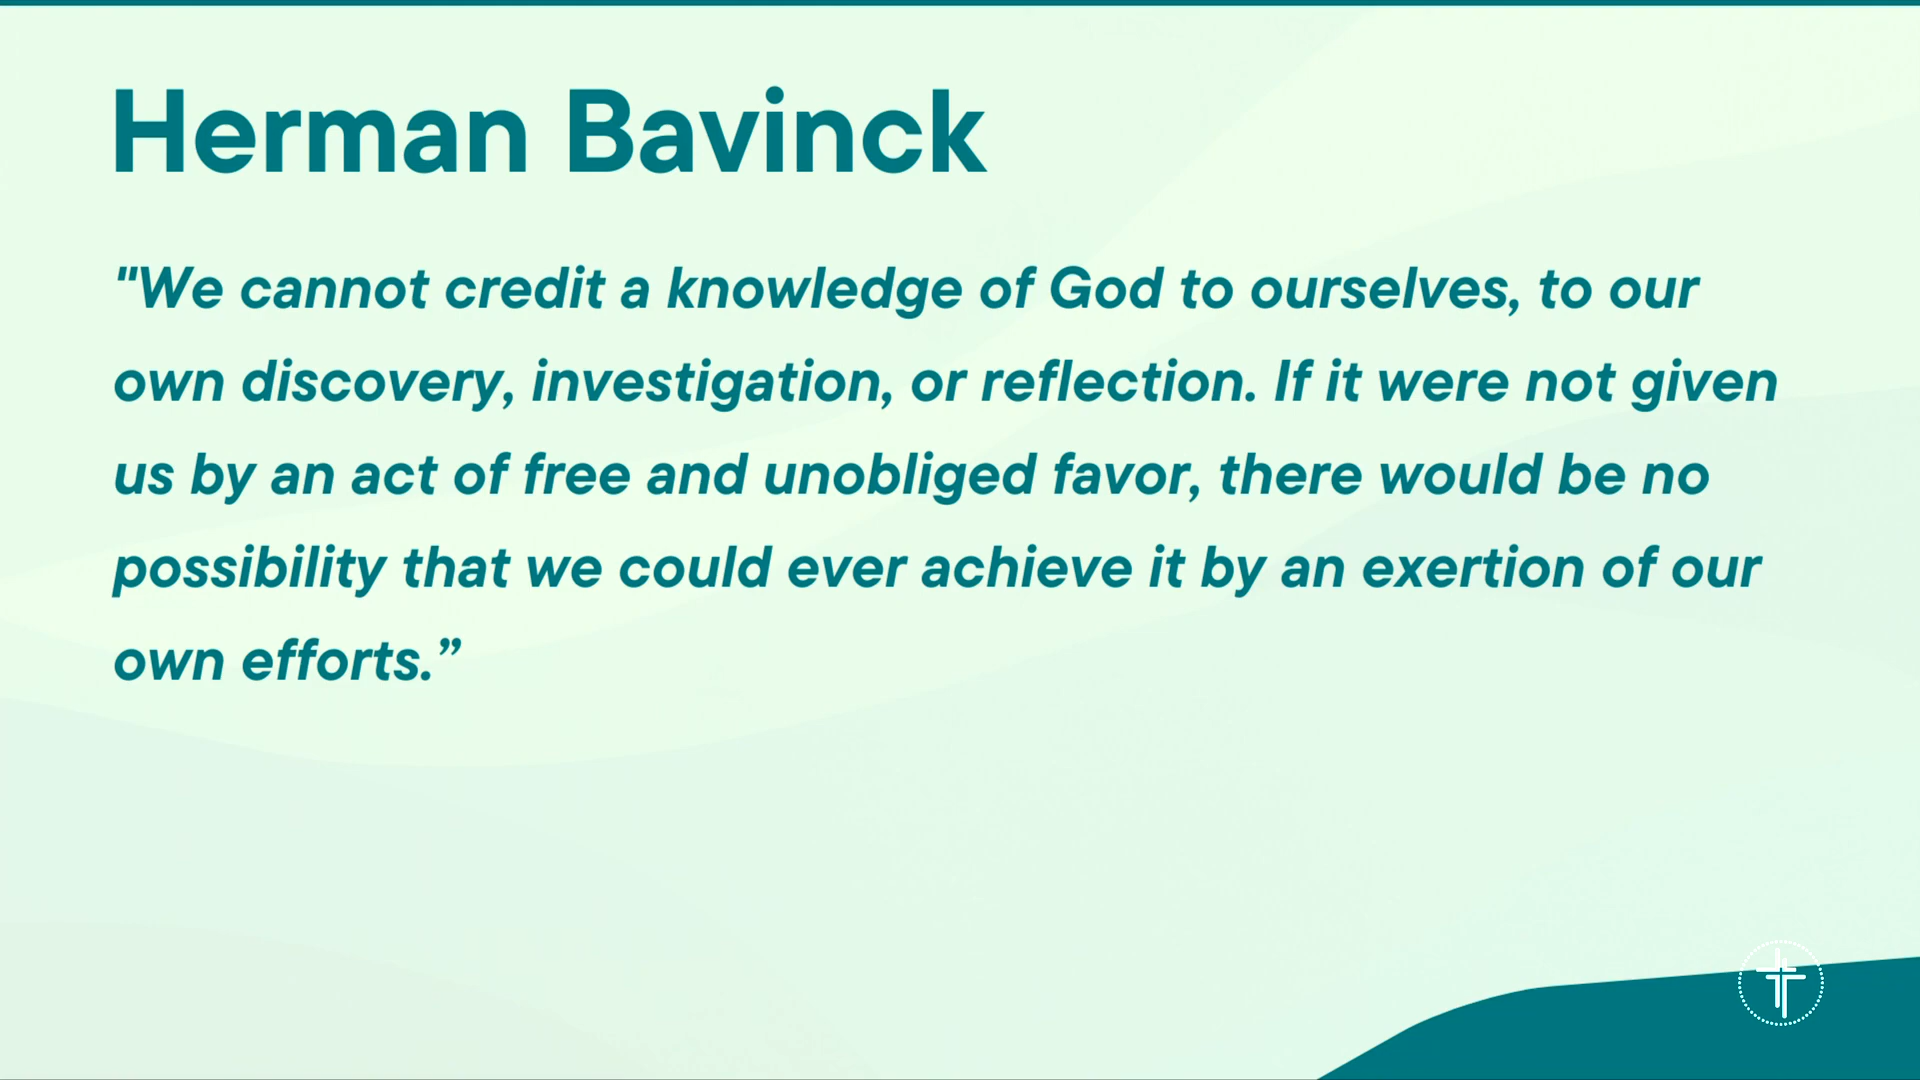 Herman Bavinck
"We cannot credit a knowledge of God to ourselves, to our
own discovery, investigation, or reflection. If it were not given
us by an act of free and unobliged favor, there would be no
possibility that we could ever achieve it by an exertion of our
own efforts.”